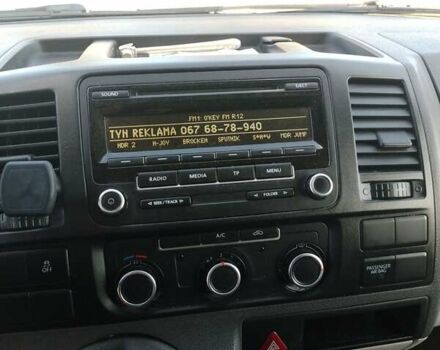 SOUND
EJECT
FM1: O'KEY FM R12
TYH REKLAMA 067 68-78-940
MDR 2 H-JOY BROCKEN SPUTNIK S*A*W MDR JUMP
RADIO MEDIA TP MENU
SEEK / TRACK FOLDER
A/C
OFF
PASSENGER
AIR BAG